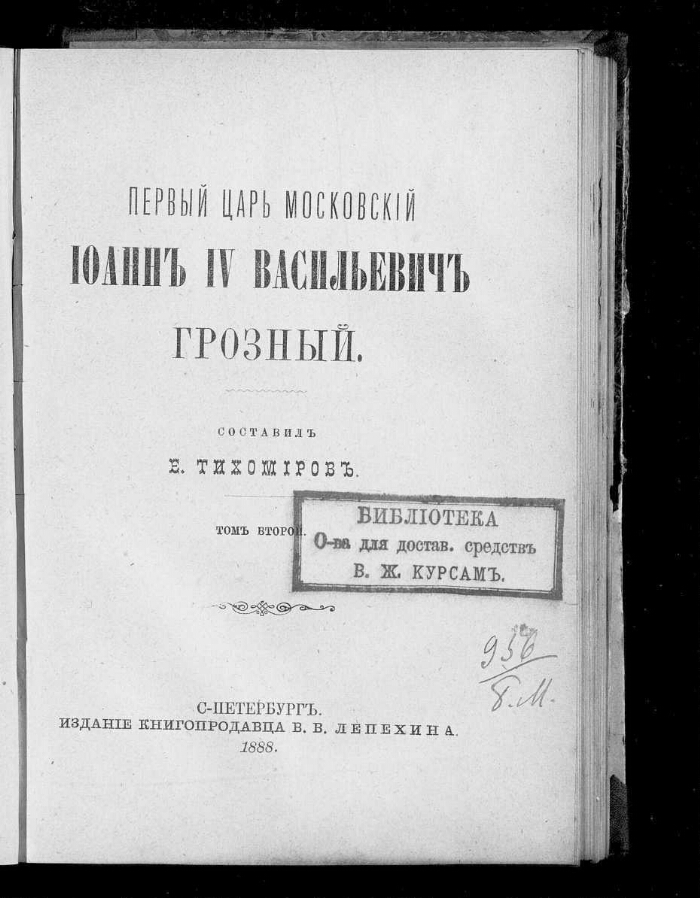 ПЕРВЫЙ ЦАРЬ МОСКОВСКІЙ
ІОАННЪ IV ВАСИЛЬЕВИЧЪ
ГРОЗНЫЙ.
СОСТАВИЛЪ
Е. ТИХОМІРОВЪ.
ТОМЪ ВТОРОЙ.
БИБЛІОТЕКА
О-ва для достав. средствъ
В. Ж. КУРСАМЪ.
936
Б.М.
С-ПЕТЕРБУРГЪ.
ИЗДАНІЕ КНИГОПРОДАВЦА В. В. ЛЕПЕХИНА.
1888.